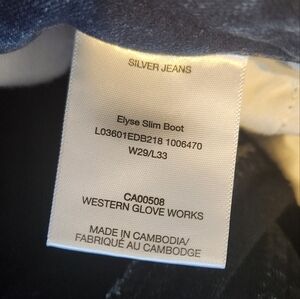 SILVER JEANS
Elyse Slim Boot
L03601EDB218 1006470
W29/L33
CA00508
WESTERN GLOVE WORKS
MADE IN CAMBODIA/
FABRIQUÉ AU CAMBODGE